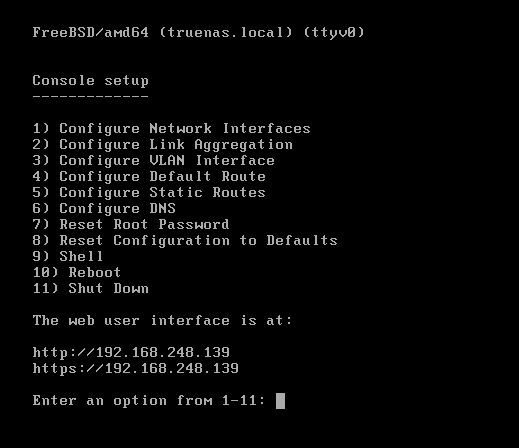 FreeBSD/amd64 (truenas.local) (ttyv0)
Console setup
-------------
1) Configure Network Interfaces
2) Configure Link Aggregation
3) Configure VLAN Interface
4) Configure Default Route
5) Configure Static Routes
6) Configure DNS
7) Reset Root Password
8) Reset Configuration to Defaults
9) Shell
10) Reboot
11) Shut Down
The web user interface is at:
http://192.168.248.139
https://192.168.248.139
Enter an option from 1-11: